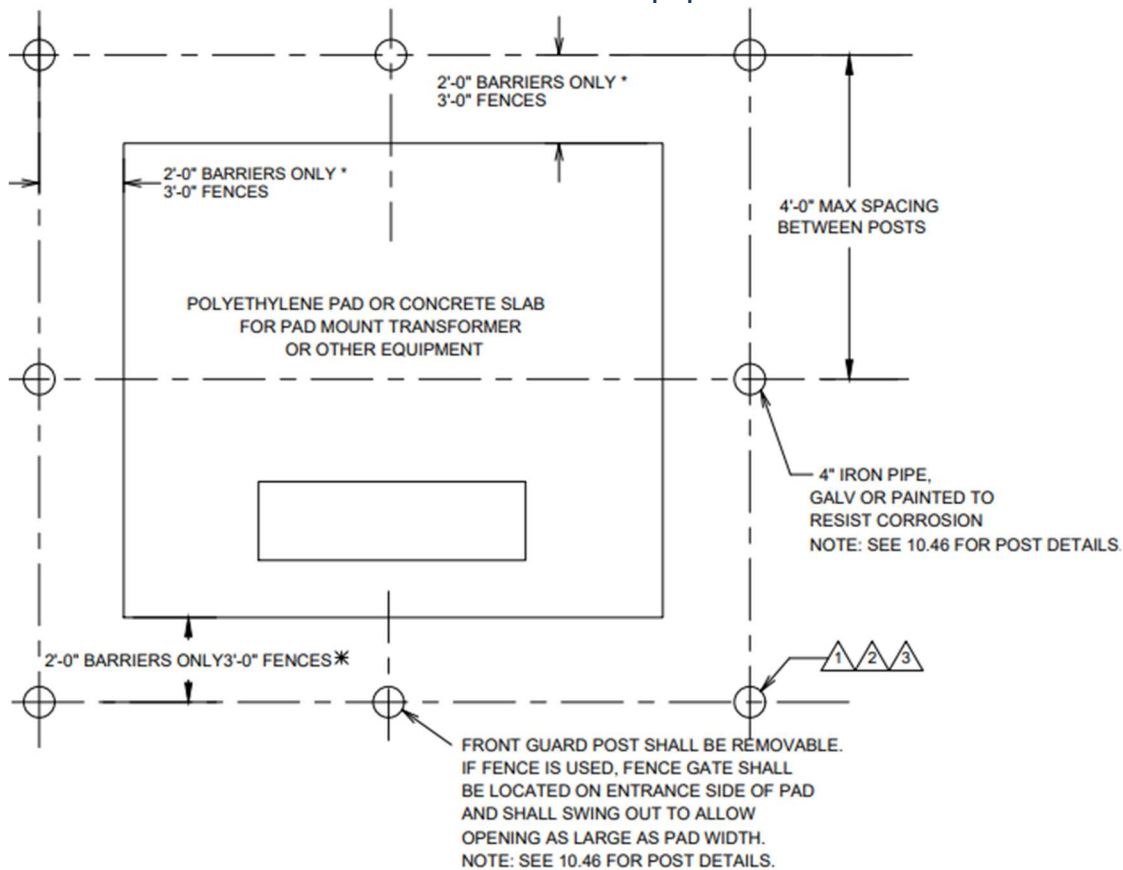 2'-0" BARRIERS ONLY *
3'-0" FENCES
2'-0" BARRIERS ONLY *
3'-0" FENCES
4'-0" MAX SPACING
BETWEEN POSTS
POLYETHYLENE PAD OR CONCRETE SLAB
FOR PAD MOUNT TRANSFORMER
OR OTHER EQUIPMENT
4" IRON PIPE,
GALV OR PAINTED TO
RESIST CORROSION
NOTE: SEE 10.46 FOR POST DETAILS.
2'-0" BARRIERS ONLY3'-0" FENCES*
1 2 3
FRONT GUARD POST SHALL BE REMOVABLE.
IF FENCE IS USED, FENCE GATE SHALL
BE LOCATED ON ENTRANCE SIDE OF PAD
AND SHALL SWING OUT TO ALLOW
OPENING AS LARGE AS PAD WIDTH.
NOTE: SEE 10.46 FOR POST DETAILS.